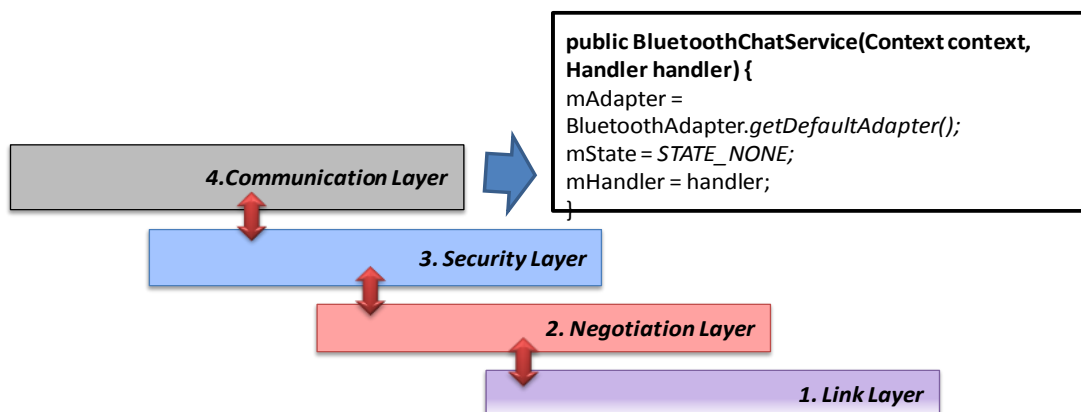 public BluetoothChatService(Context context,
Handler handler) {
mAdapter =
BluetoothAdapter.getDefaultAdapter();
mState = STATE_NONE;
mHandler = handler;
}
4.Communication Layer
3. Security Layer
2. Negotiation Layer
1. Link Layer